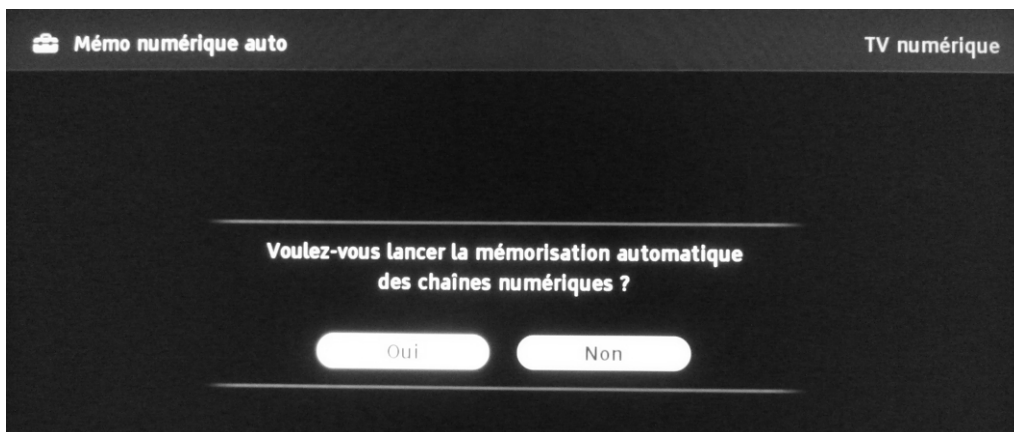 Mémo numérique auto
TV numérique
Voulez-vous lancer la mémorisation automatique
des chaînes numériques ?
Oui
Non